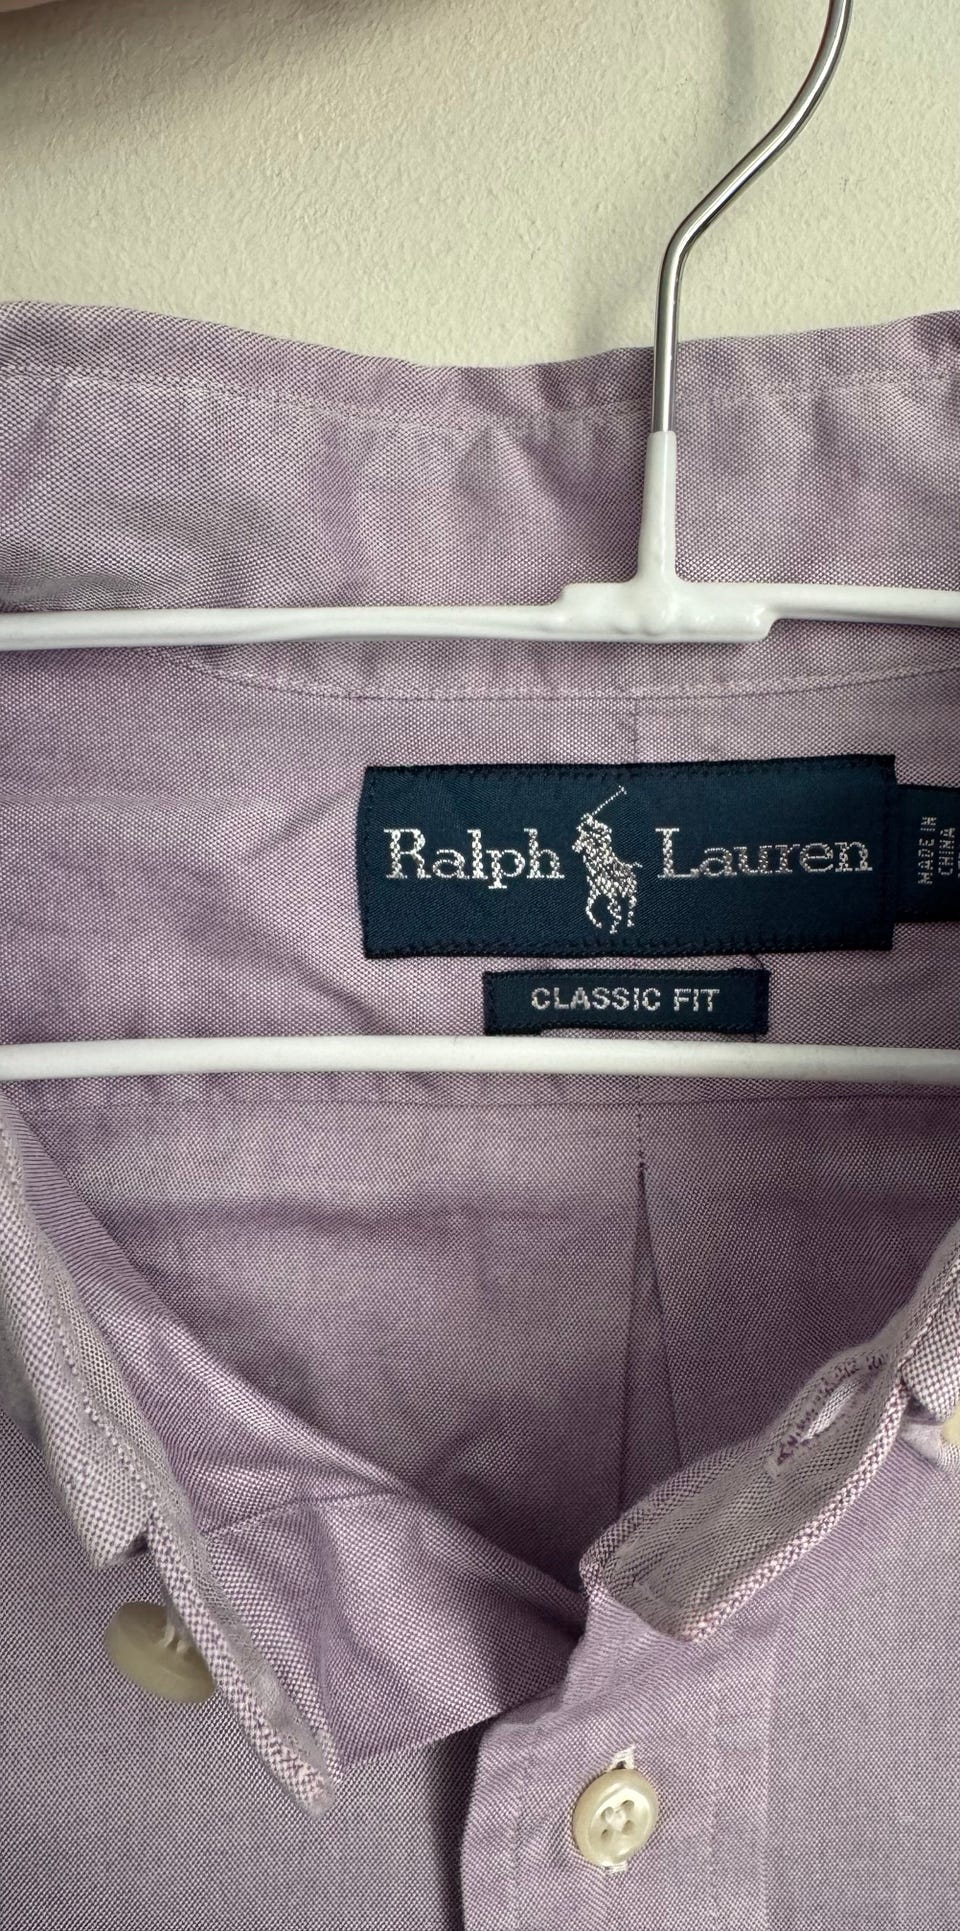 Ralph Lauren
MADE IN
CHINA
CLASSIC FIT